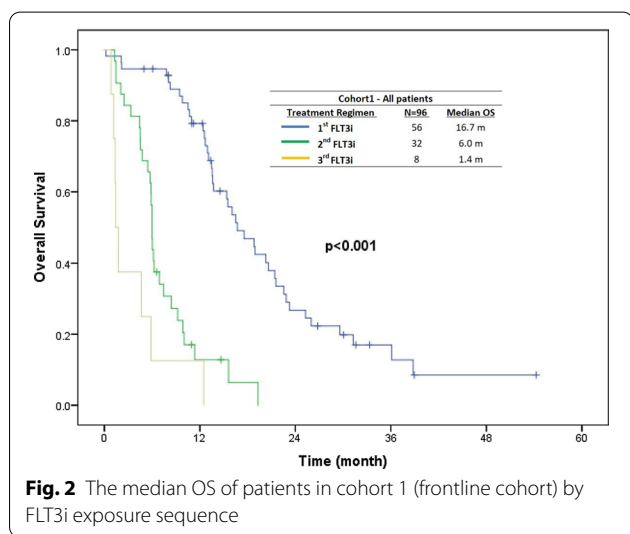 1.0
0.8
0.6
0.4
0.2
0.0
Overall Survival
Cohort1 - All patients
Treatment Regimen N=96 Median OS
1st FLT3i 56 16.7 m
2nd FLT3i 32 6.0 m
3rd FLT3i 8 1.4 m
p<0.001
0 12 24 36 48 60
Time (month)
Fig. 2 The median OS of patients in cohort 1 (frontline cohort) by
FLT3i exposure sequence